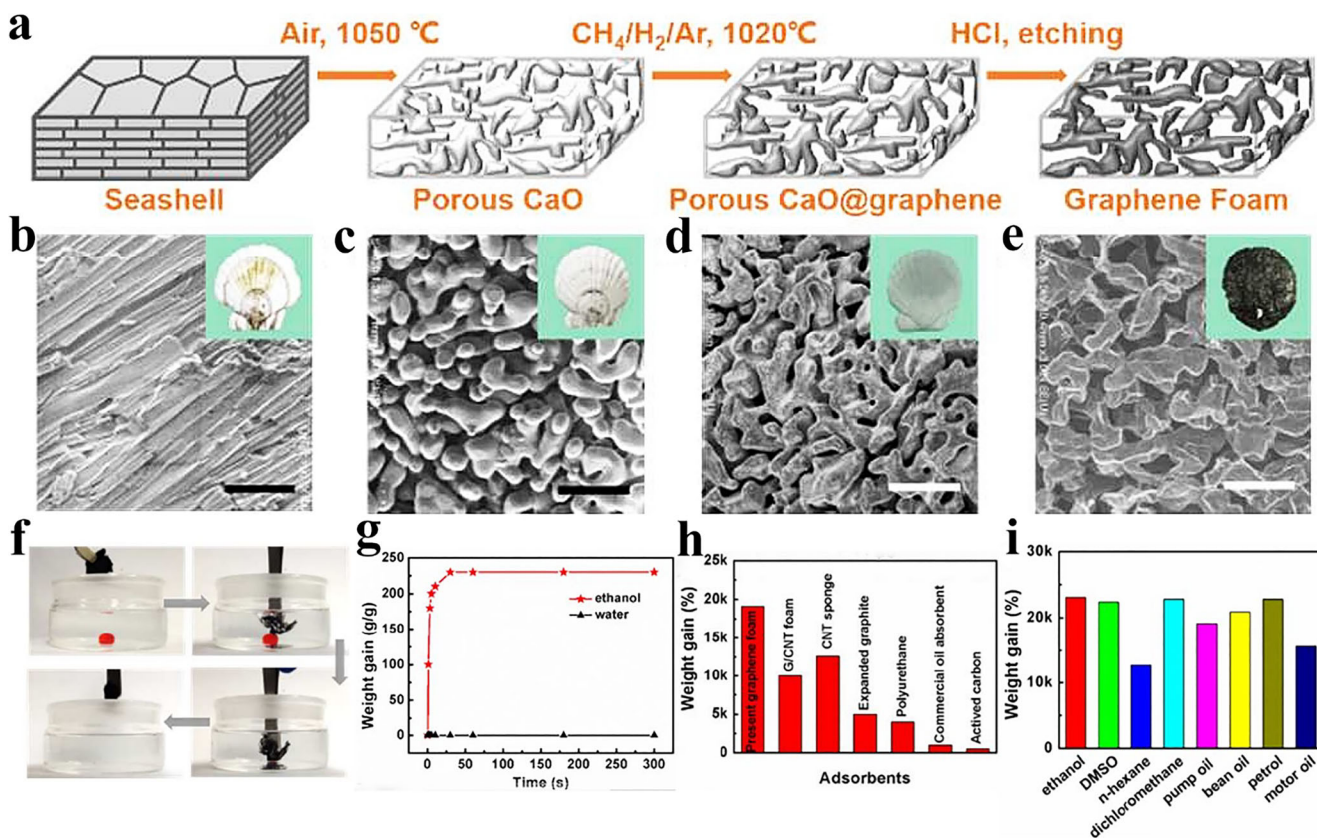 a
Air, 1050 ℃
CH₄/H₂/Ar, 1020℃
HCl, etching
Seashell
Porous CaO
Porous CaO@graphene
Graphene Foam
b
c
d
e
f
g
Weight gain (g/g)
250
200
150
100
50
0
ethanol
water
0
50
100
150
200
250
300
Time (s)
h
Weight gain (%)
25k
20k
15k
10k
5k
0
Present graphene foam
G/CNT foam
CNT sponge
Expanded graphite
Polyurethane
Commercial oil absorbent
Actived carbon
Adsorbents
i
Weight gain (%)
30k
20k
10k
0
ethanol
DMSO
n-hexane
dichloromethane
pump oil
bean oil
petrol
motor oil